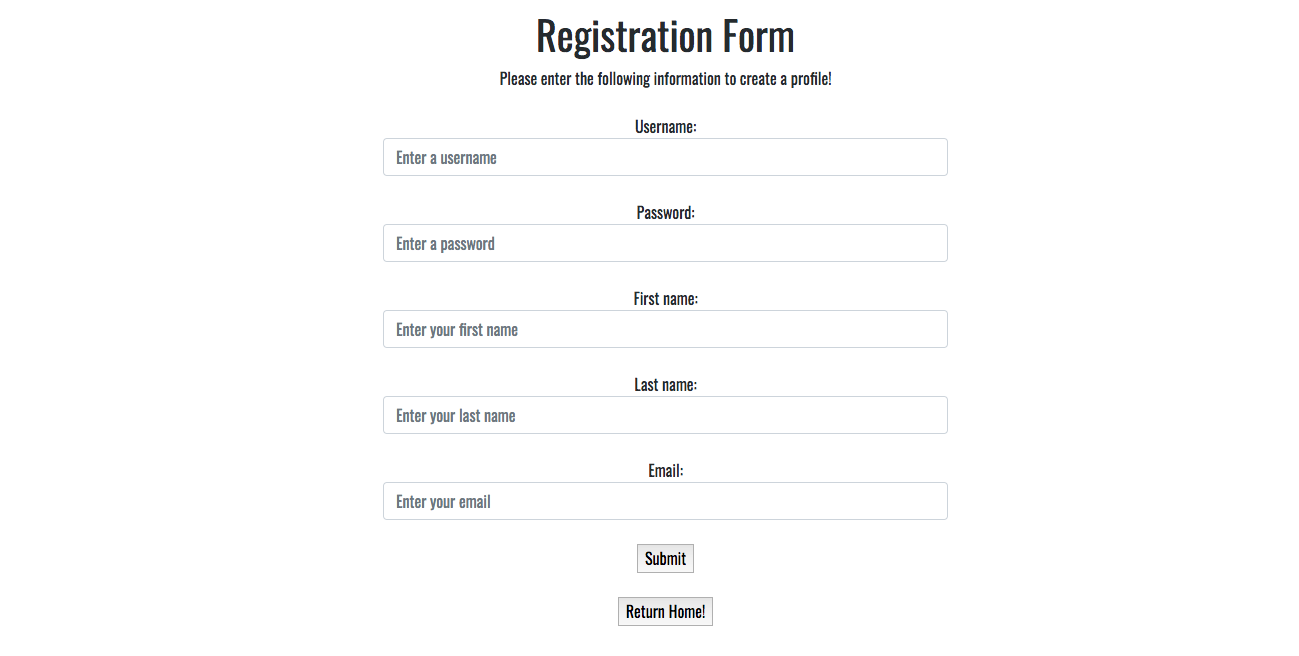 Registration Form
Please enter the following information to create a profile!
Username:
Enter a username
Password:
Enter a password
First name:
Enter your first name
Last name:
Enter your last name
Email:
Enter your email
Submit
Return Home!